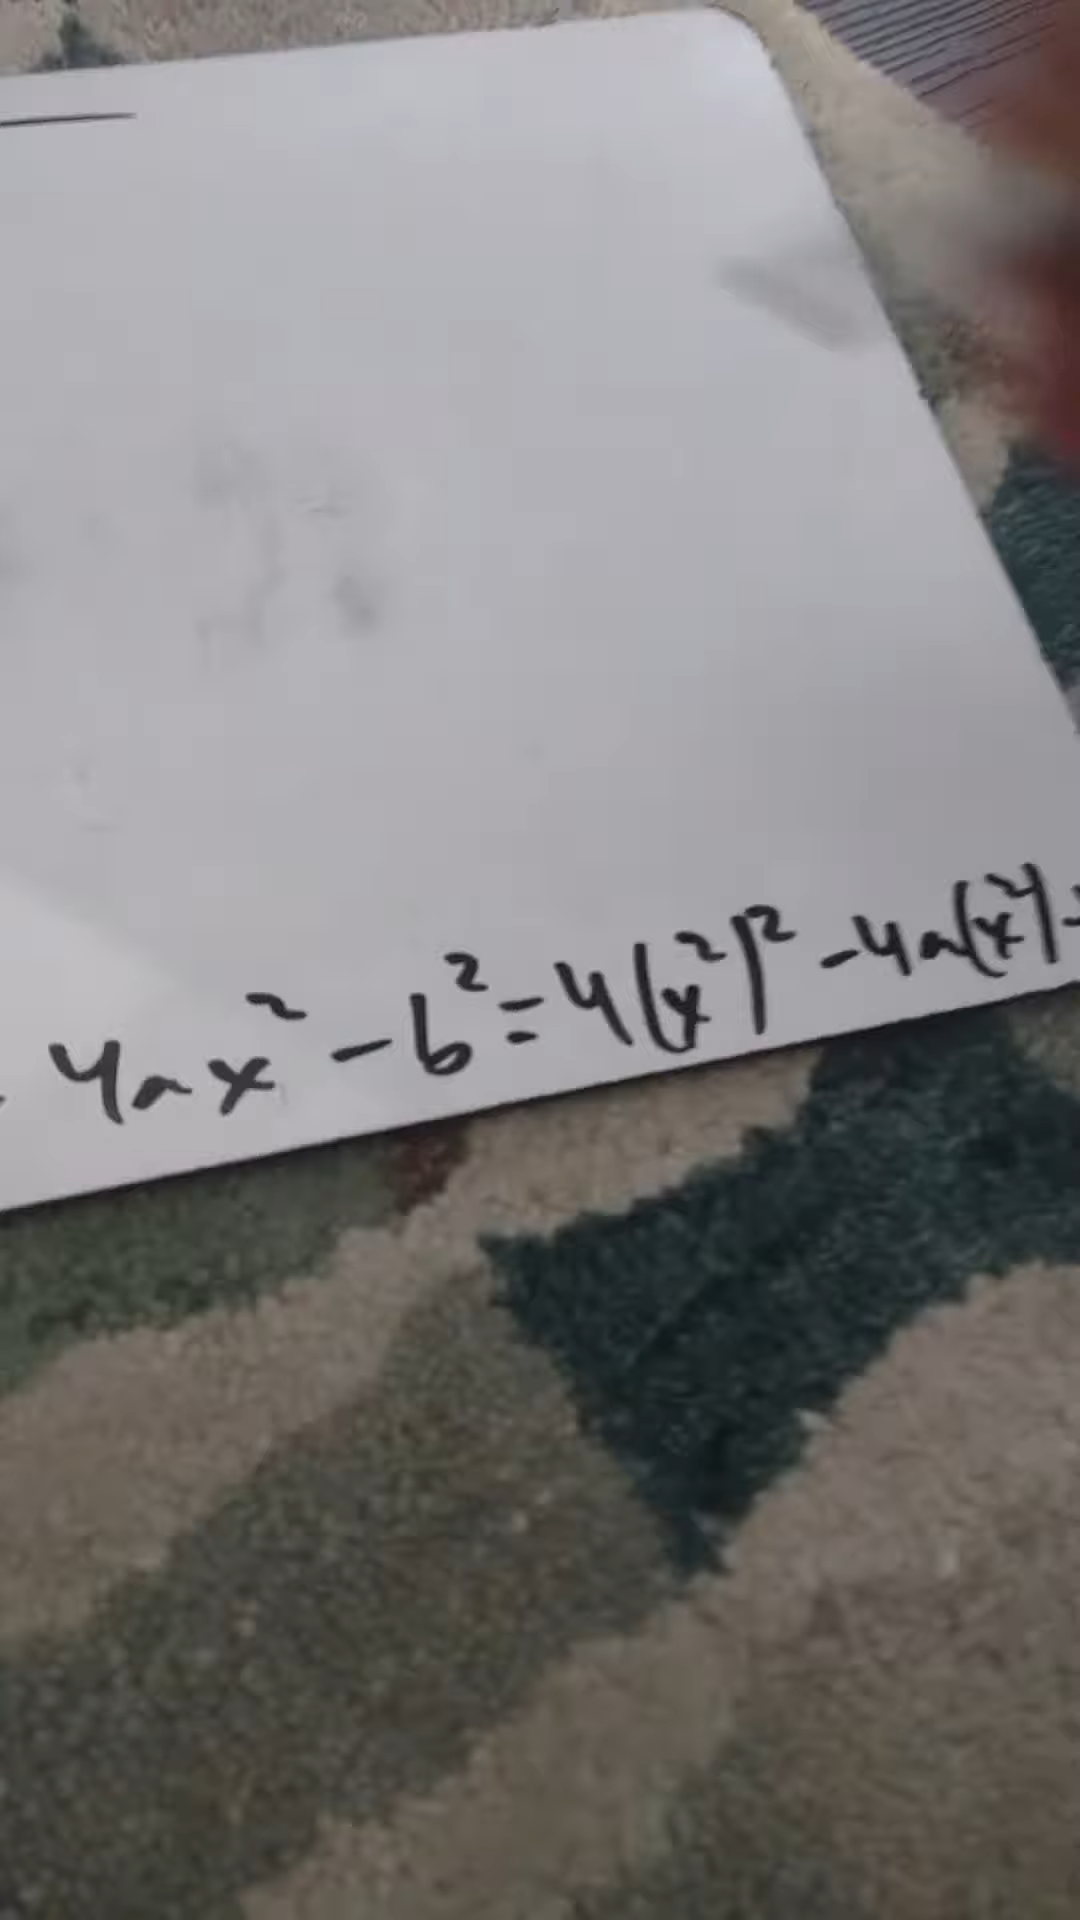 4ax² - b² = 4(x²)² - 4a(x²) -